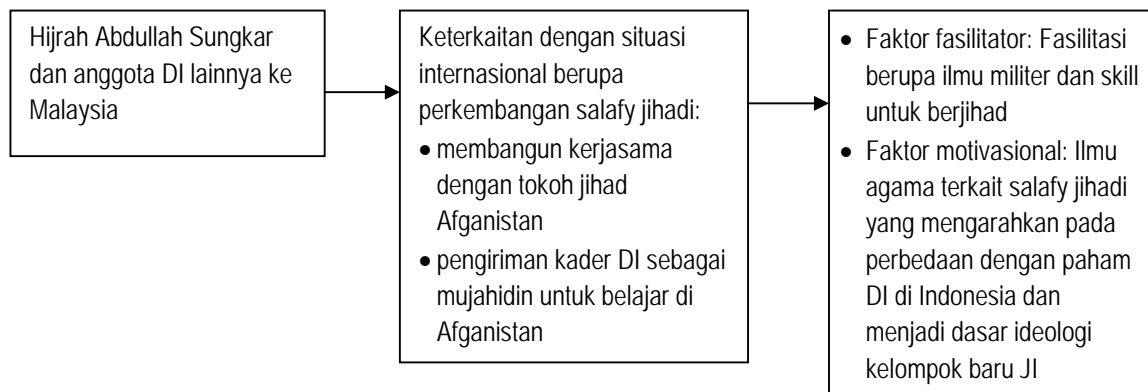 Hijrah Abdullah Sungkar
dan anggota DI lainnya ke
Malaysia
Keterkaitan dengan situasi
internasional berupa
perkembangan salafy jihadi:
• membangun kerjasama
dengan tokoh jihad
Afganistan
• pengiriman kader DI sebagai
mujahidin untuk belajar di
Afganistan
• Faktor fasilitator: Fasilitasi
berupa ilmu militer dan skill
untuk berjihad
• Faktor motivasional: Ilmu
agama terkait salafy jihadi
yang mengarahkan pada
perbedaan dengan paham
DI di Indonesia dan
menjadi dasar ideologi
kelompok baru JI